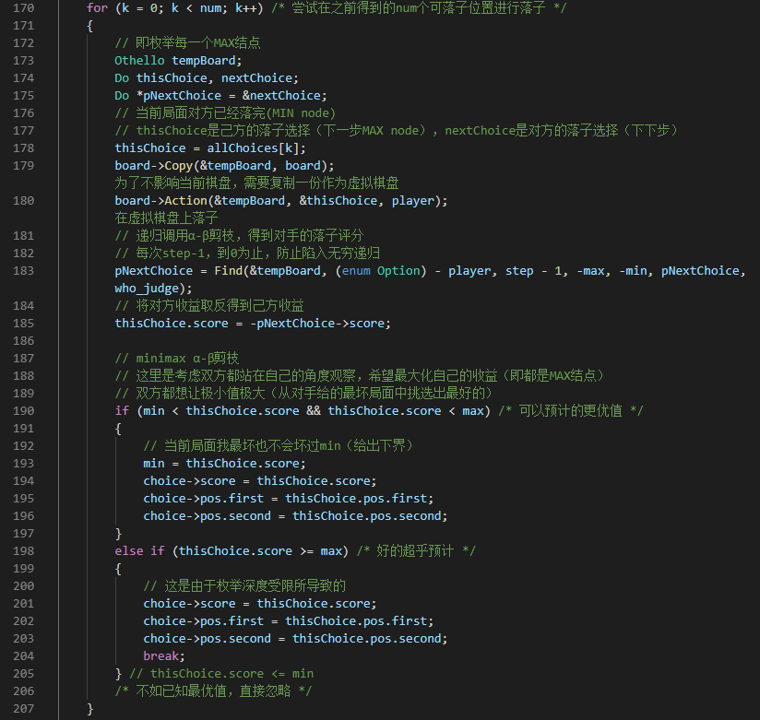 170 for (k = 0; k < num; k++) /* 尝试在之前得到的num个可落子位置进行落子 */
171 {
172 // 即枚举每一个MAX结点
173 Othello tempBoard;
174 Do thisChoice, nextChoice;
175 Do *pNextChoice = &nextChoice;
176 // 当前局面对方已经落完(MIN node)
177 // thisChoice是己方的落子选择（下一步MAX node），nextChoice是对方的落子选择（下下步）
178 thisChoice = allChoices[k];
179 board->Copy(&tempBoard, board);
为了不影响当前棋盘，需要复制一份作为虚拟棋盘
180 board->Action(&tempBoard, &thisChoice, player);
在虚拟棋盘上落子
181 // 递归调用α-β剪枝，得到对手的落子评分
182 // 每次step-1，到0为止，防止陷入无穷递归
183 pNextChoice = Find(&tempBoard, (enum Option) - player, step - 1, -max, -min, pNextChoice,
who_judge);
184 // 将对方收益取反得到己方收益
185 thisChoice.score = -pNextChoice->score;
186
187 // minimax α-β剪枝
188 // 这里是考虑双方都站在自己的角度观察，希望最大化自己的收益（即都是MAX结点）
189 // 双方都想让极小值极大（从对手给的最坏局面中挑选出最好的）
190 if (min < thisChoice.score && thisChoice.score < max) /* 可以预计的更优值 */
191 {
192 // 当前局面我最坏也不会坏过min（给出下界）
193 min = thisChoice.score;
194 choice->score = thisChoice.score;
195 choice->pos.first = thisChoice.pos.first;
196 choice->pos.second = thisChoice.pos.second;
197 }
198 else if (thisChoice.score >= max) /* 好的超乎预计 */
199 {
200 // 这是由于枚举深度受限所导致的
201 choice->score = thisChoice.score;
202 choice->pos.first = thisChoice.pos.first;
203 choice->pos.second = thisChoice.pos.second;
204 break;
205 } // thisChoice.score <= min
206 /* 不如已知最优值，直接忽略 */
207 }